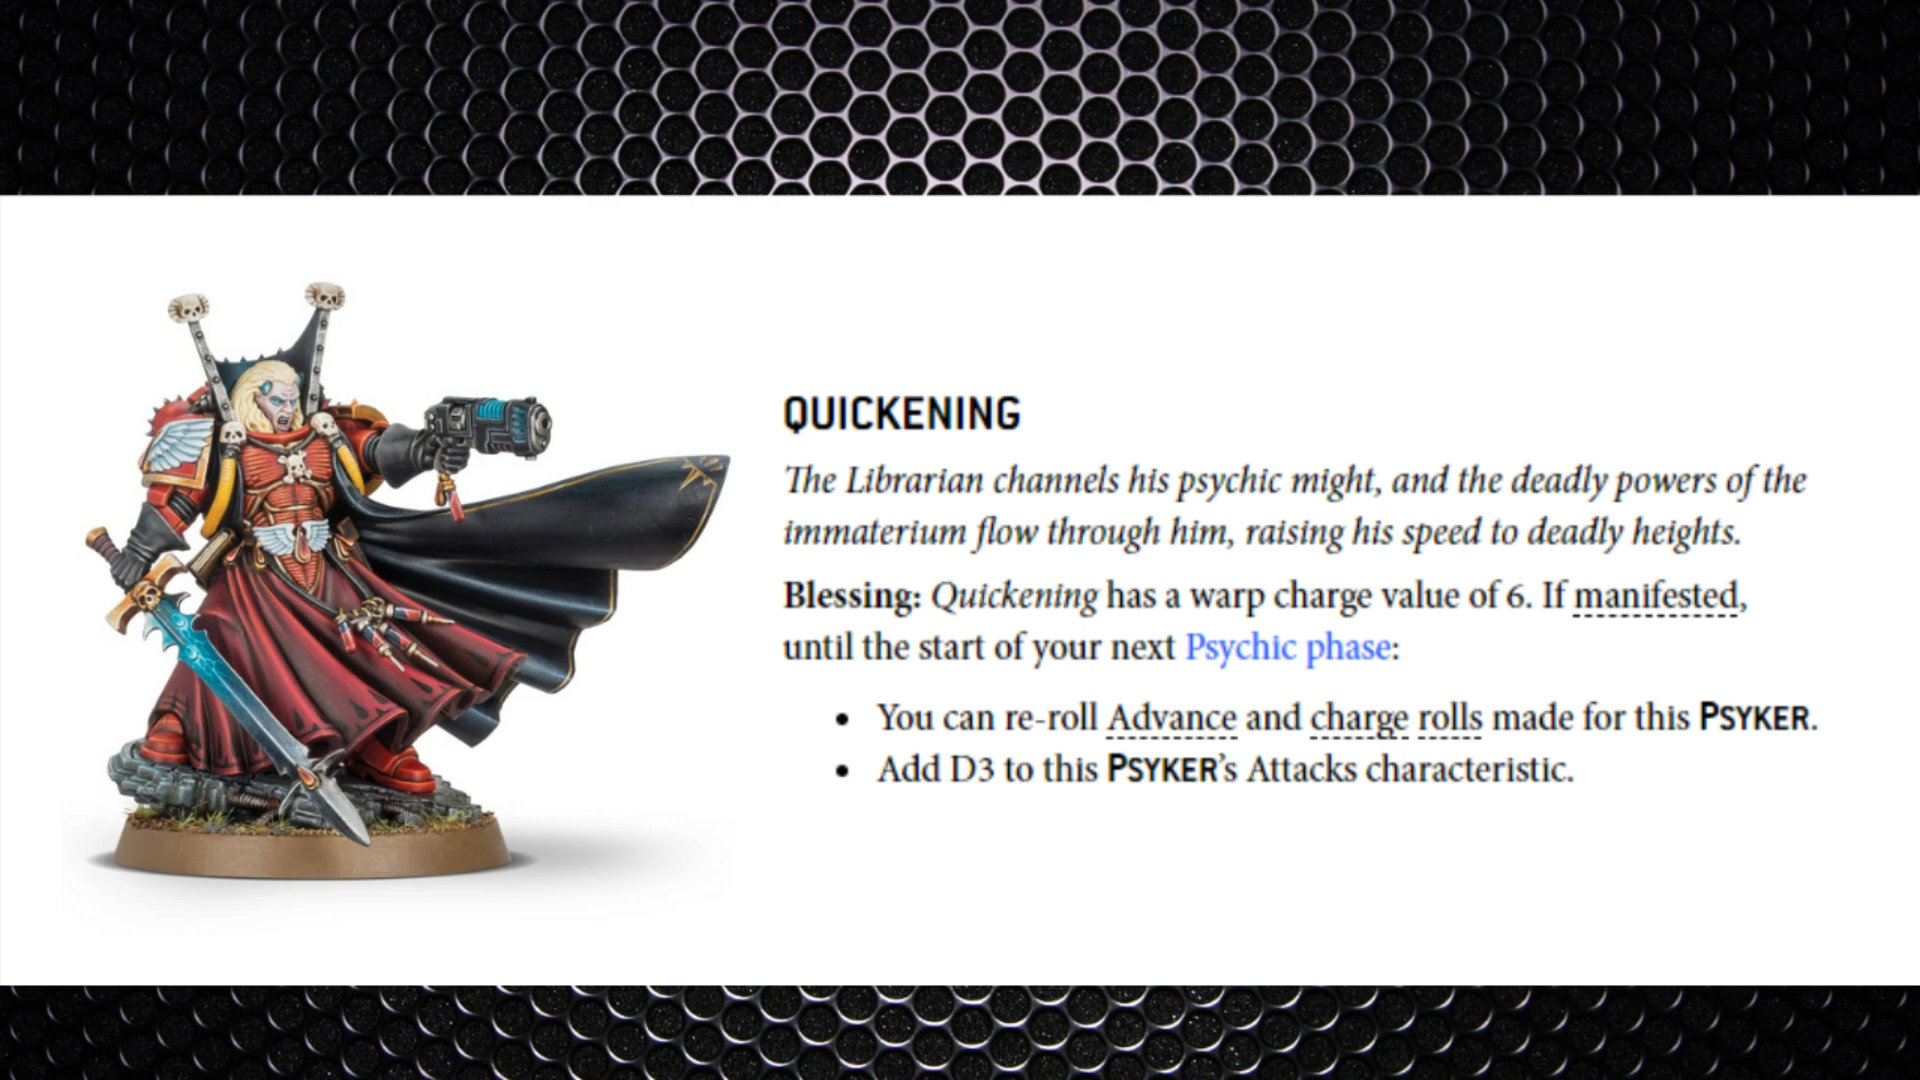 QUICKENING
The Librarian channels his psychic might, and the deadly powers of the
immaterium flow through him, raising his speed to deadly heights.
Blessing: Quickening has a warp charge value of 6. If manifested,
until the start of your next Psychic phase:
• You can re-roll Advance and charge rolls made for this PSYKER.
• Add D3 to this PSYKER’s Attacks characteristic.